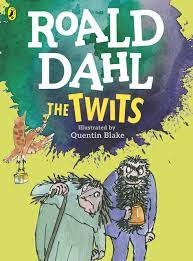 ROALD
DAHL
THE TWITS
Illustrated by
Quentin Blake